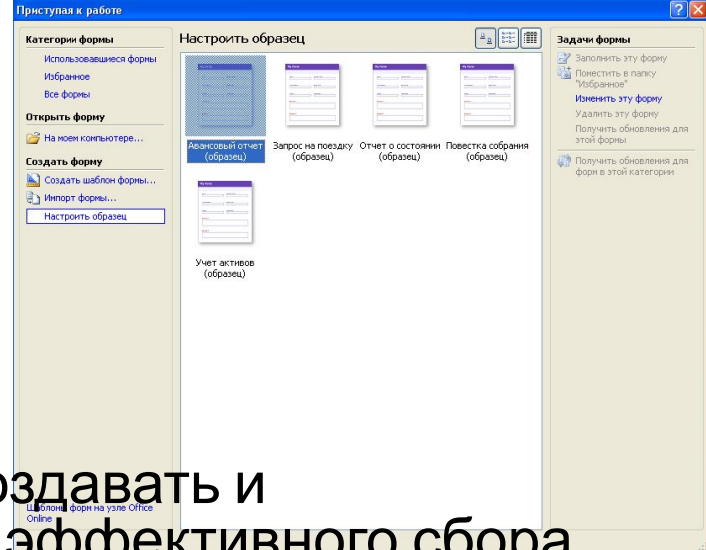 Приступая к работе
Категории формы
Использовавшиеся формы
Избранное
Все формы
Открыть форму
На моем компьютере...
Создать форму
Создать шаблон формы...
Импорт формы...
Настроить образец
Шаблоны форм на узле Office
Online
Настроить образец
Авансовый отчет
(образец)
Запрос на поездку
(образец)
Отчет о состоянии
(образец)
Повестка собрания
(образец)
Учет активов
(образец)
Задачи формы
Заполнить эту форму
Поместить в папку
"Избранное"
Изменить эту форму
Удалить эту форму
Получить обновления для
этой формы
Получить обновления для
форм в этой категории
оздавать и
эффективного сбора